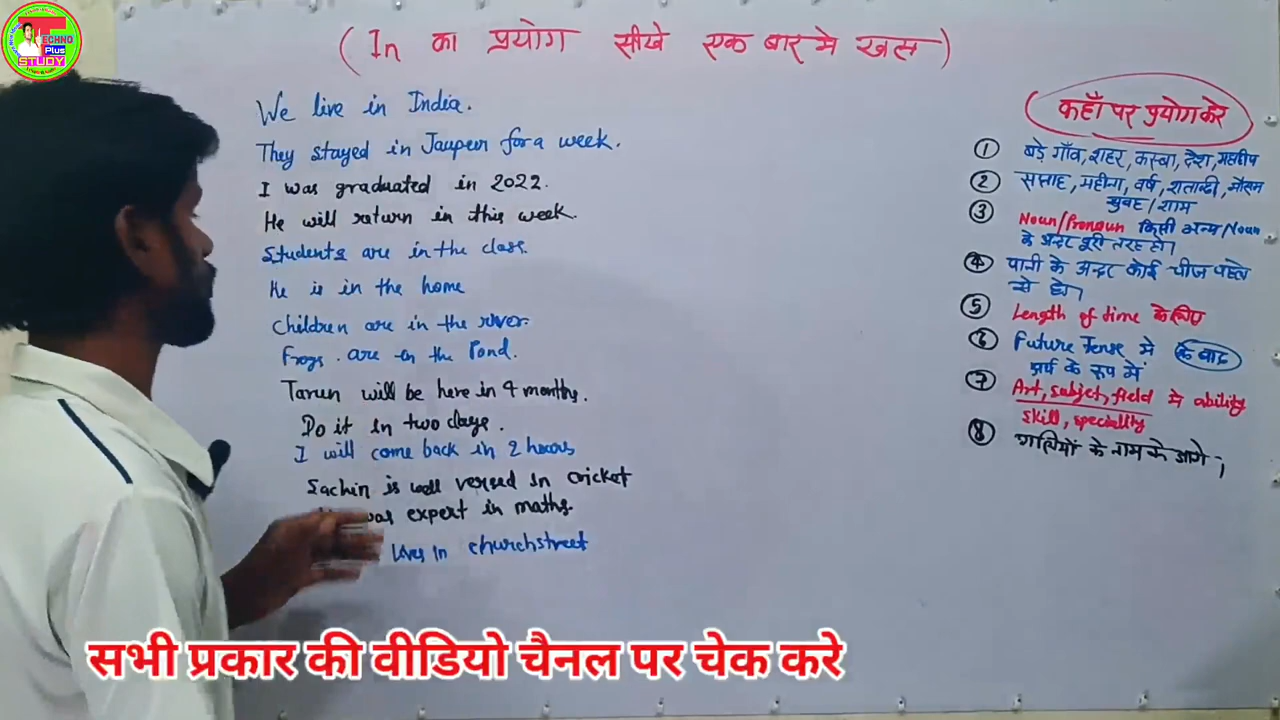 TECHNO
Plus
STUDY
( In का प्रयोग सीखे एक बार मे खत्म )
We live in India.
They stayed in Jaupeur for a week.
I was graduated in 2022.
He will return in this week.
Students are in the class.
He is in the home
Children are in the river.
Frogs are in the Pond.
Tarun will be here in 4 months.
Do it in two days.
I will come back in 2 hours
Sachin is well versed in cricket
was expert in maths.
lives in churchstreet
कहाँ पर प्रयोग करे
① बड़े गाँव, शहर, कस्बा, देश, महाद्वीप
② सप्ताह, महीना, वर्ष, शताब्दी, मौसम
सुबह/शाम
③ Noun/Pronoun किसी अन्य Noun
के अन्दर पूरी तरह हो।
④ पानी के अन्दर कोई चीज पहले
से हो।
⑤ Length of time के लिए
⑥ Future Tense मे के बाद
अर्थ के रूप में
⑦ Art, subjet, field मे ability
skill, speciality
⑧ गलियों के नाम के आगे।
सभी प्रकार की वीडियो चैनल पर चेक करे